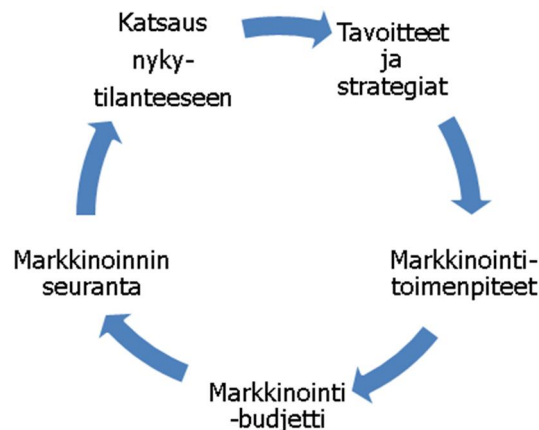 Katsaus
nyky-
tilanteeseen
Tavoitteet
ja
strategiat
Markkinointi-
toimenpiteet
Markkinointi
-budjetti
Markkinoinnin
seuranta